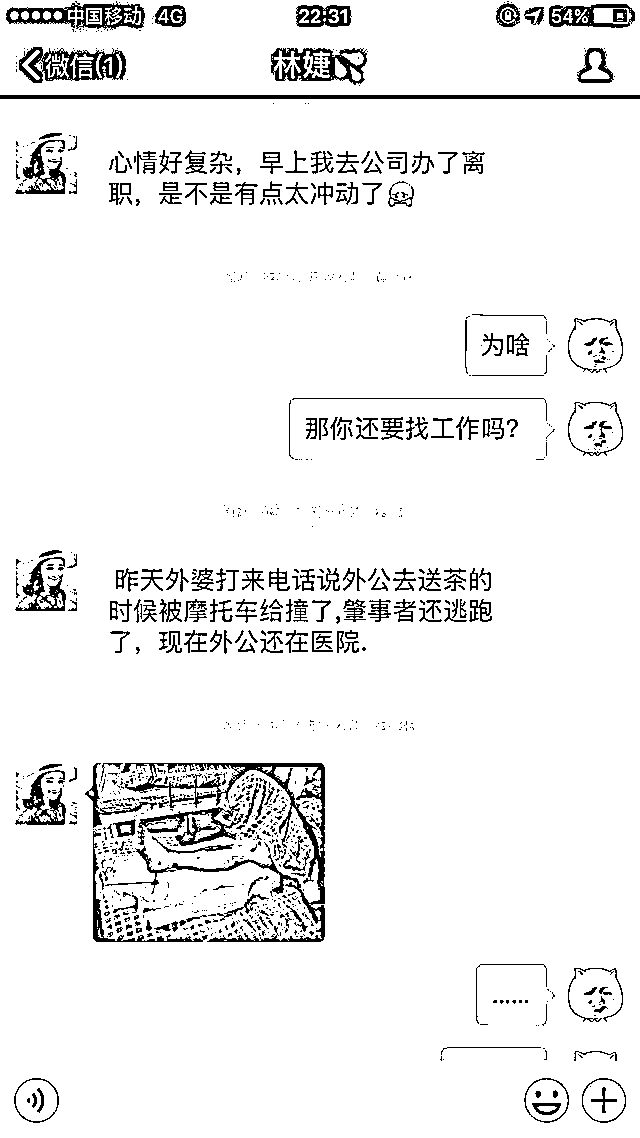 中国移动 4G 22:31 54%
微信(1) 林婕
心情好复杂，早上我去公司办了离
职，是不是有点太冲动了
为啥
那你还要找工作吗？
昨天外婆打来电话说外公去送茶的
时候被摩托车给撞了,肇事者还逃跑
了，现在外公还在医院.
......